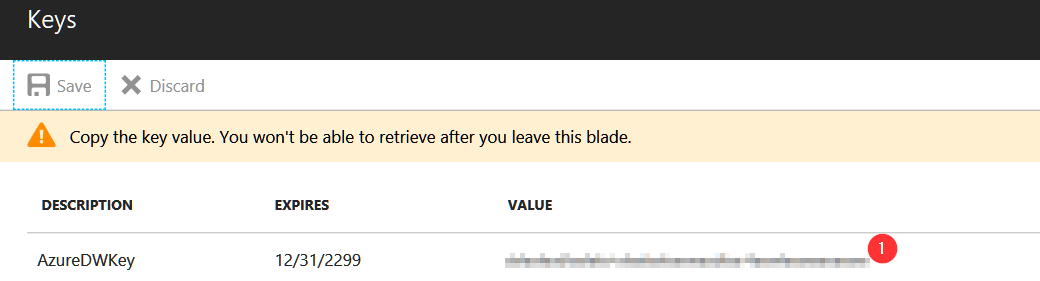 Keys
Save Discard
Copy the key value. You won't be able to retrieve after you leave this blade.
DESCRIPTION EXPIRES VALUE
AzureDWKey 12/31/2299 1